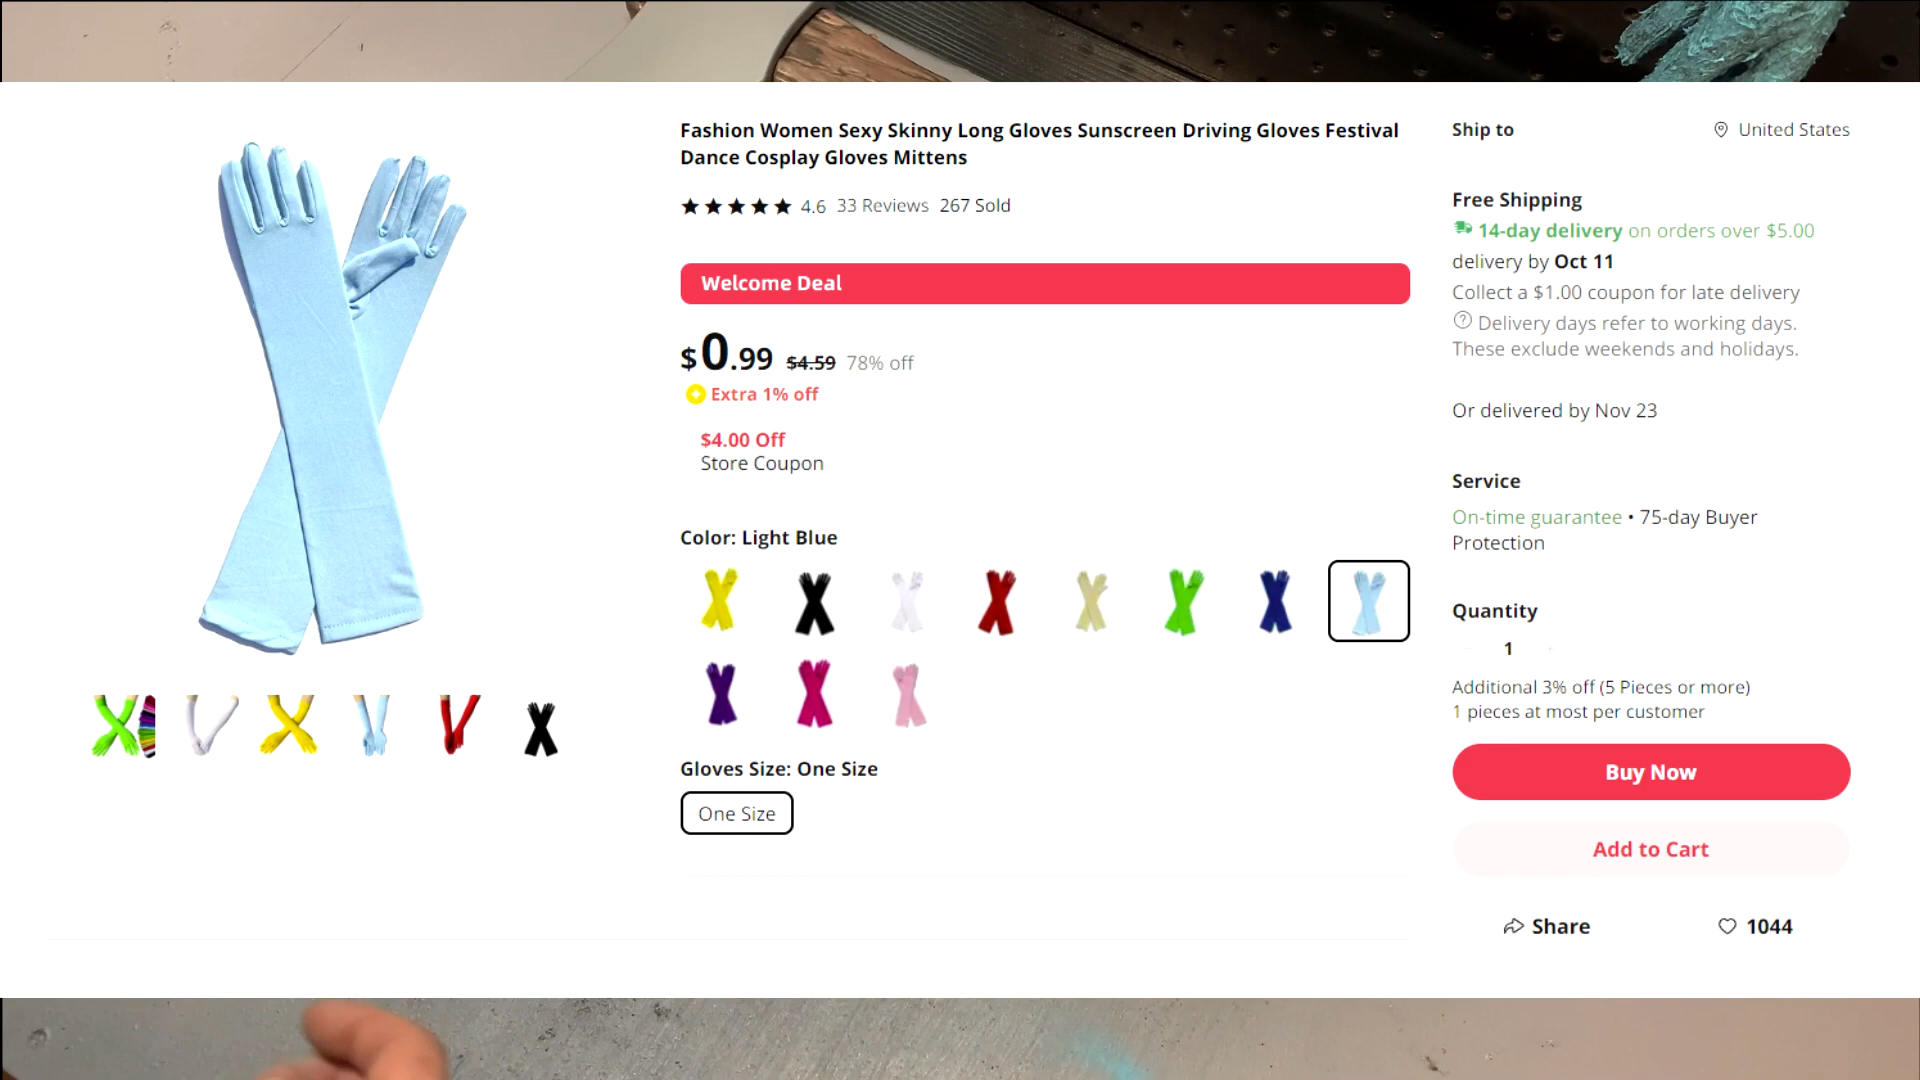 Fashion Women Sexy Skinny Long Gloves Sunscreen Driving Gloves Festival
Dance Cosplay Gloves Mittens
4.6 33 Reviews 267 Sold
Welcome Deal
$0.99 $4.59 78% off
Extra 1% off
$4.00 Off
Store Coupon
Color: Light Blue
Gloves Size: One Size
One Size
Ship to United States
Free Shipping
14-day delivery on orders over $5.00
delivery by Oct 11
Collect a $1.00 coupon for late delivery
Delivery days refer to working days.
These exclude weekends and holidays.
Or delivered by Nov 23
Service
On-time guarantee • 75-day Buyer
Protection
Quantity
1
Additional 3% off (5 Pieces or more)
1 pieces at most per customer
Buy Now
Add to Cart
Share 1044